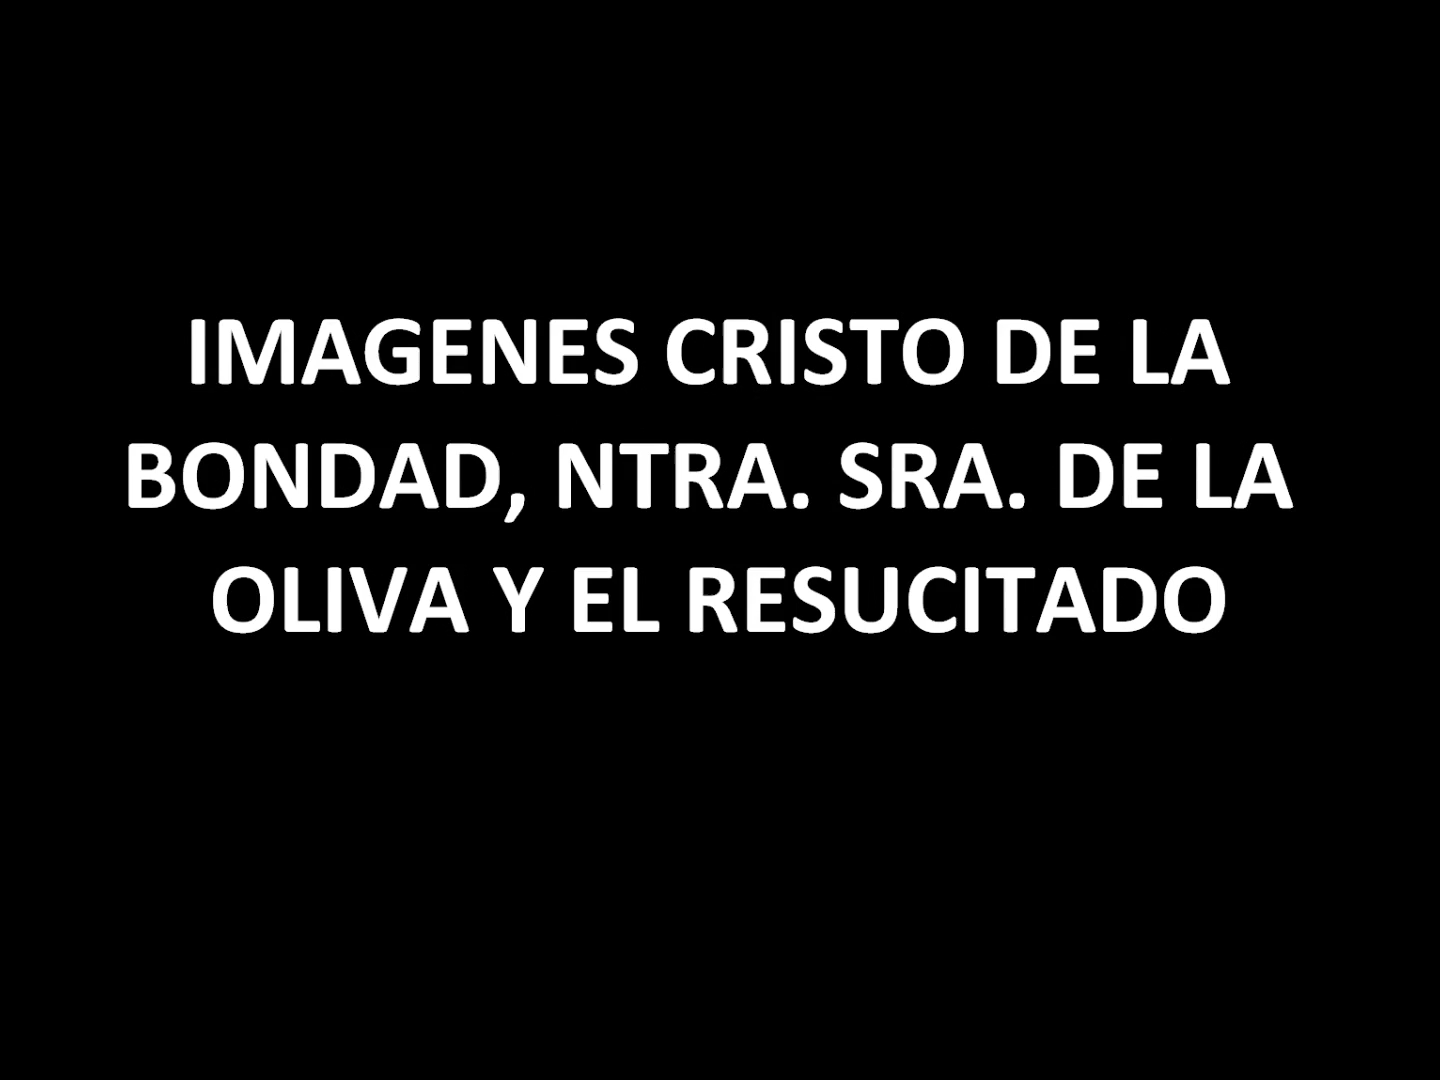 IMAGENES CRISTO DE LA
BONDAD, NTRA. SRA. DE LA
OLIVA Y EL RESUCITADO